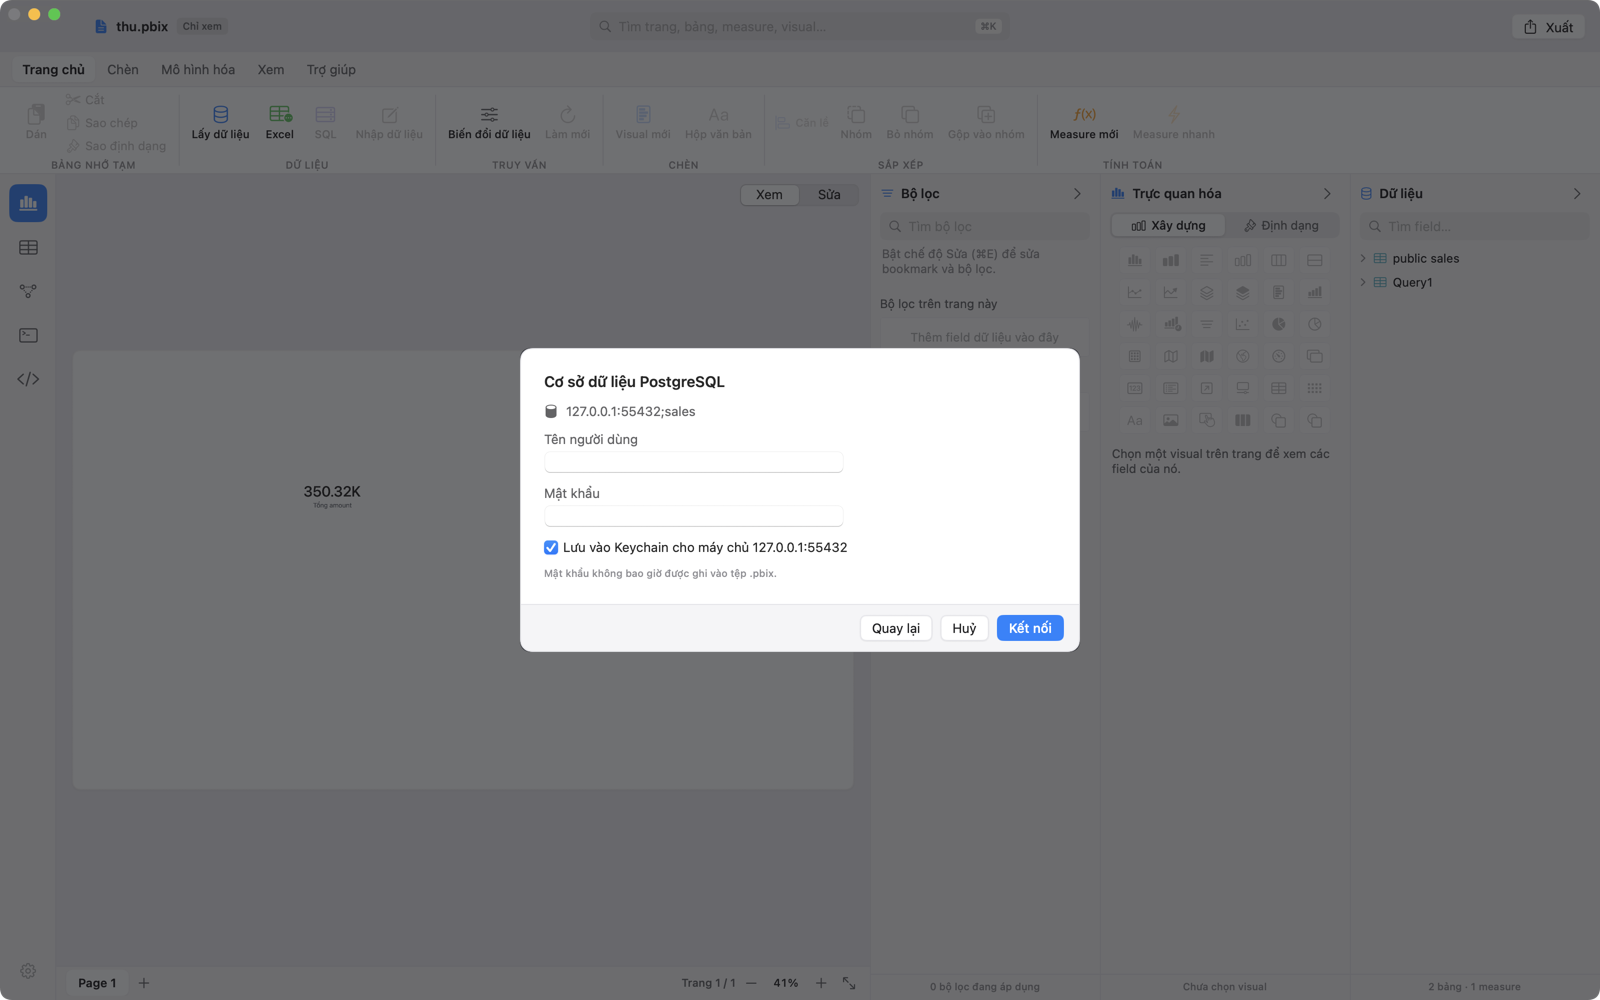 thu.pbix
Chỉ xem
Tìm trang, bảng, measure, visual...
⌘K
Xuất
Trang chủ
Chèn
Mô hình hóa
Xem
Trợ giúp
Dán
Cắt
Sao chép
Sao định dạng
BẢNG NHỚ TẠM
Lấy dữ liệu
Excel
SQL
Nhập dữ liệu
DỮ LIỆU
Biến đổi dữ liệu
Làm mới
TRUY VẤN
Visual mới
Aa
Hộp văn bản
CHÈN
Căn lề
Nhóm
Bỏ nhóm
Gộp vào nhóm
SẮP XẾP
f(x)
Measure mới
Measure nhanh
TÍNH TOÁN
Xem
Sửa
Bộ lọc
Tìm bộ lọc
Bật chế độ Sửa (⌘E) để sửa
bookmark và bộ lọc.
Bộ lọc trên trang này
Thêm field dữ liệu vào đây
Trực quan hóa
Xây dựng
Định dạng
123
Aa
Chọn một visual trên trang để xem các
field của nó.
Dữ liệu
Tìm field...
public sales
Query1
350.32K
Tổng amount
Cơ sở dữ liệu PostgreSQL
127.0.0.1:55432;sales
Tên người dùng
Mật khẩu
Lưu vào Keychain cho máy chủ 127.0.0.1:55432
Mật khẩu không bao giờ được ghi vào tệp .pbix.
Quay lại
Huỷ
Kết nối
Page 1
Trang 1 / 1
41%
0 bộ lọc đang áp dụng
Chưa chọn visual
2 bảng · 1 measure